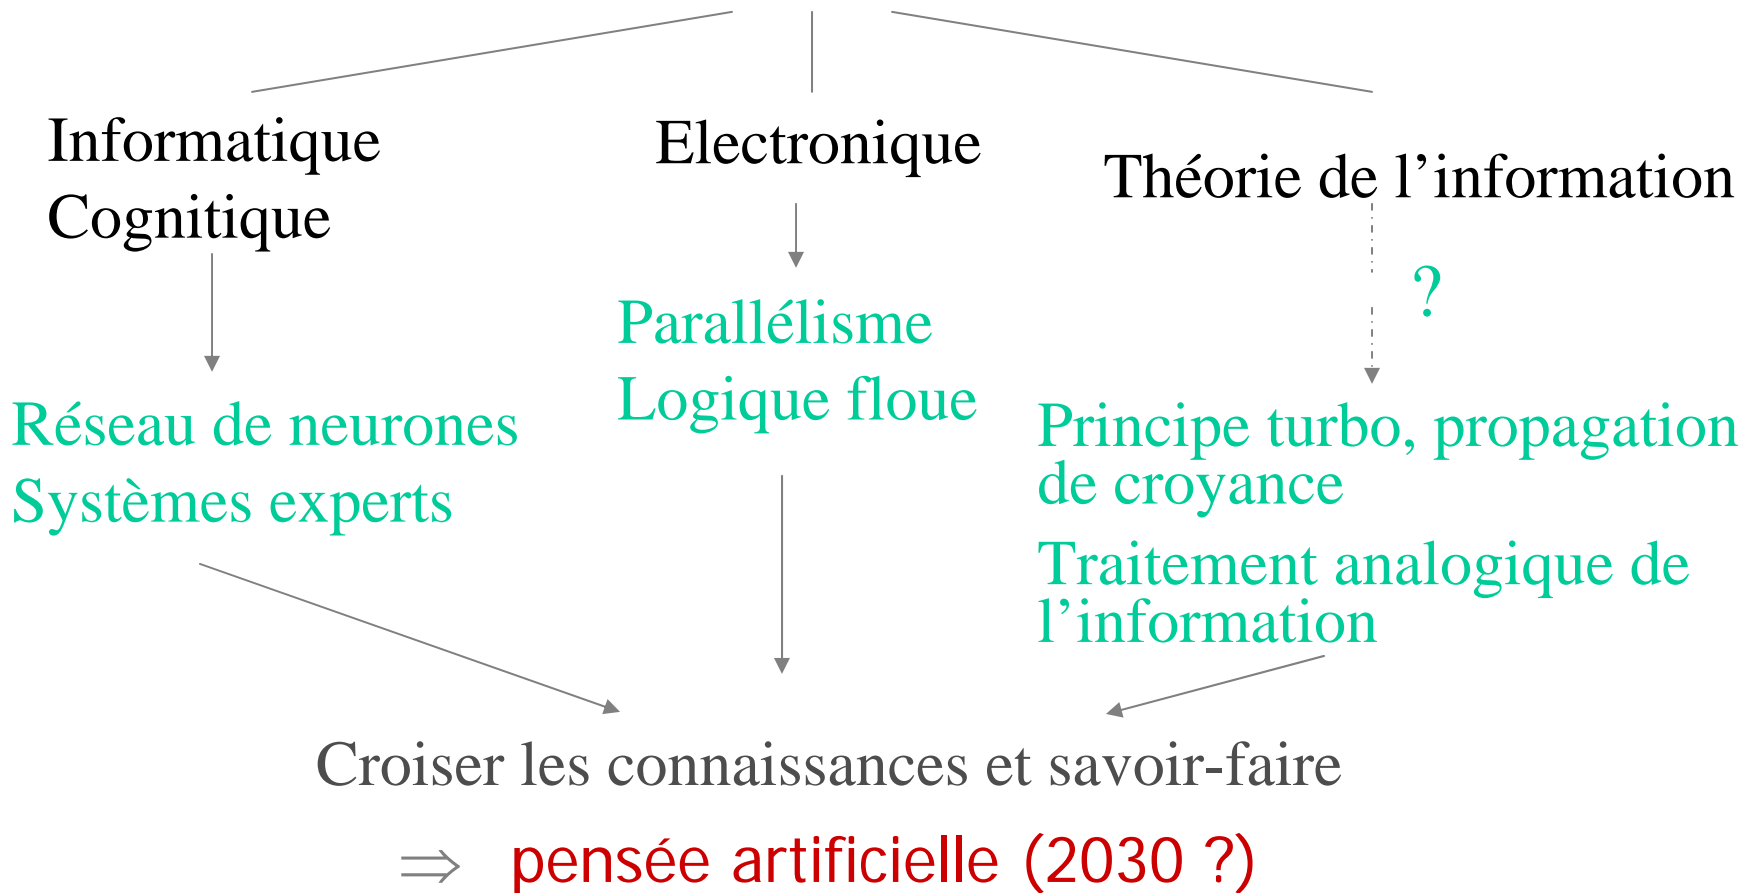 Informatique
Cognitique
Electronique
Théorie de l’information
?
Réseau de neurones
Systèmes experts
Parallélisme
Logique floue
Principe turbo, propagation
de croyance
Traitement analogique de
l’information
Croiser les connaissances et savoir-faire
⇒ pensée artificielle (2030 ?)